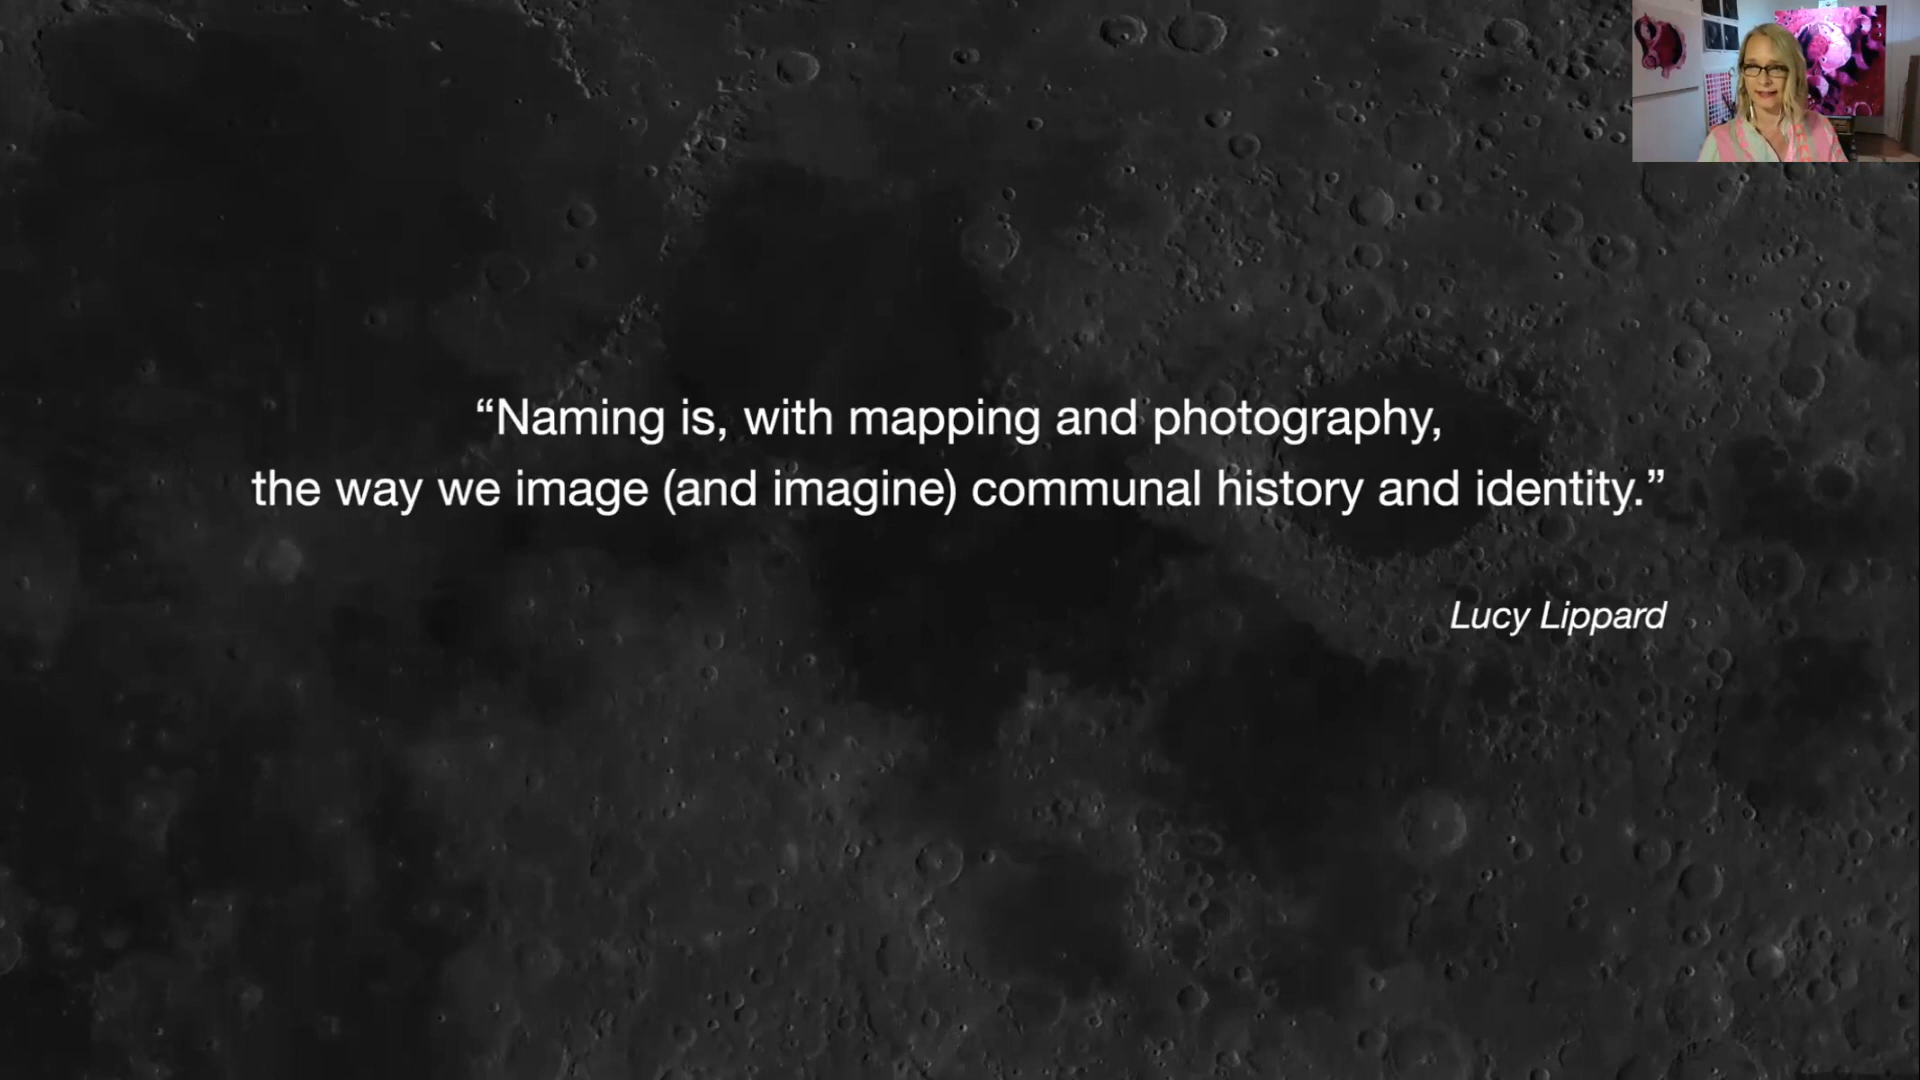 “Naming is, with mapping and photography,
the way we image (and imagine) communal history and identity.”
Lucy Lippard